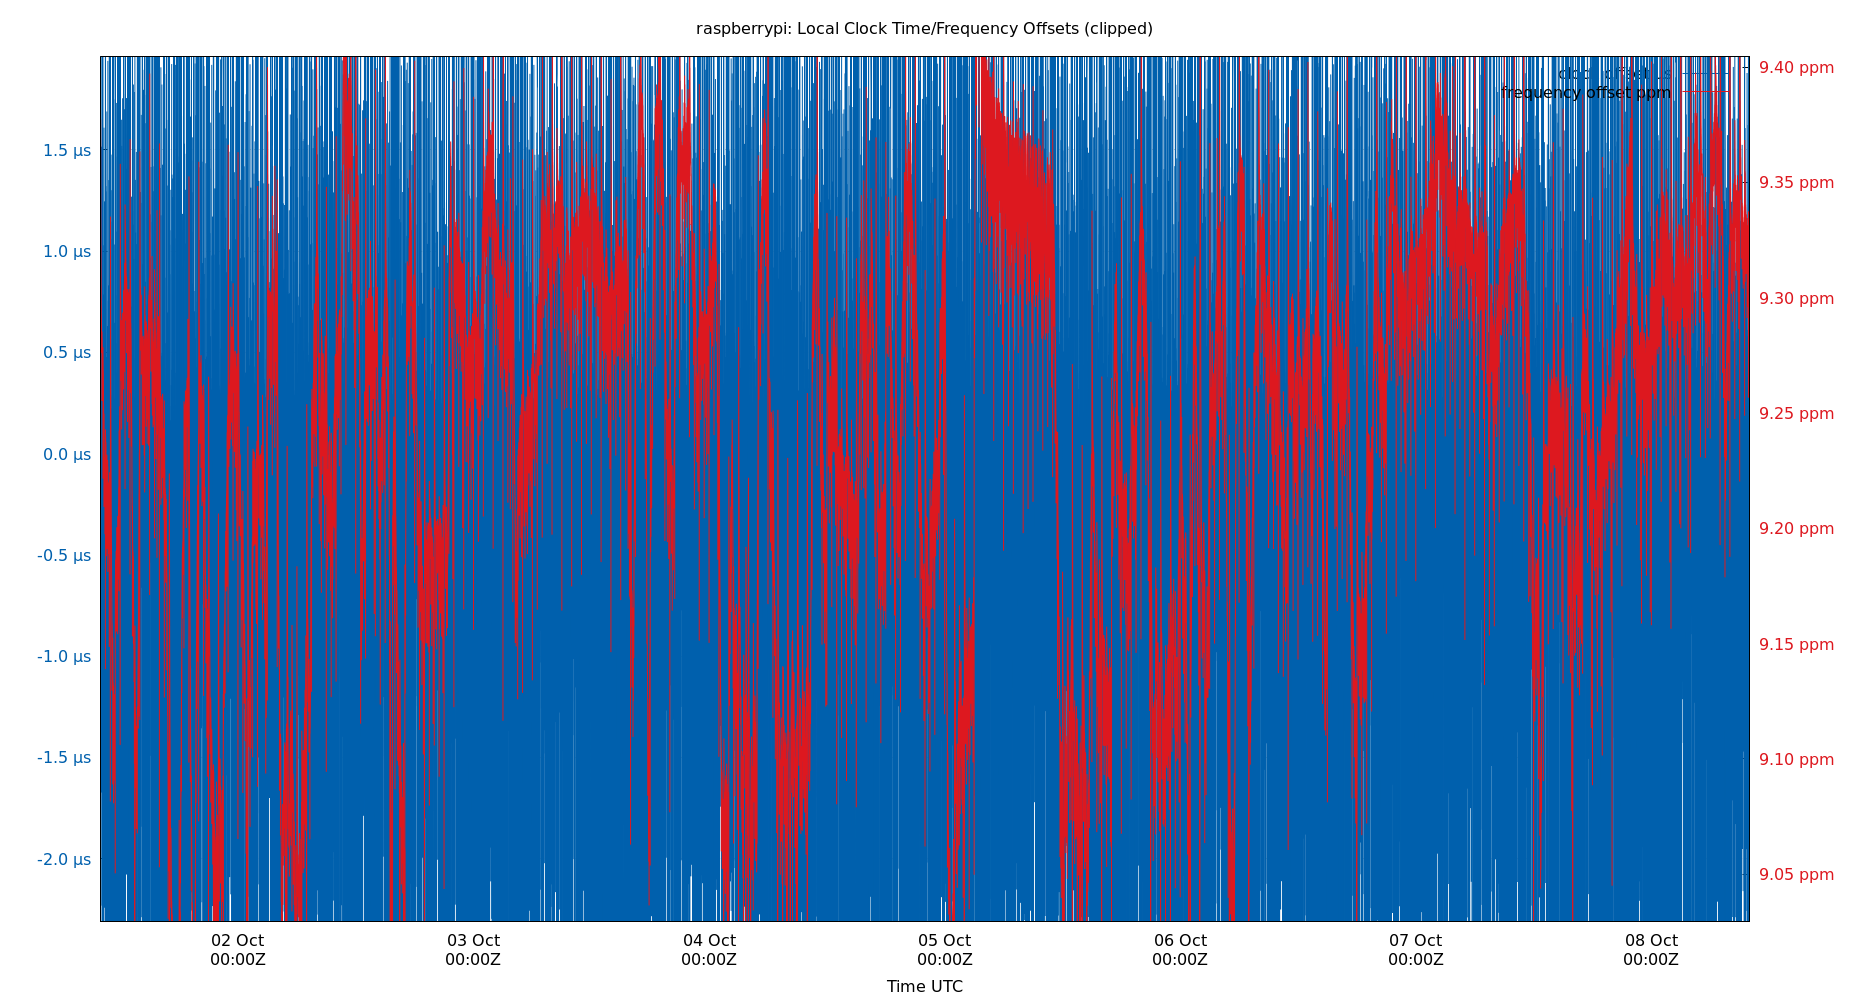 raspberrypi: Local Clock Time/Frequency Offsets (clipped)
clock offset µs
frequency offset ppm
1.5 µs
1.0 µs
0.5 µs
0.0 µs
-0.5 µs
-1.0 µs
-1.5 µs
-2.0 µs
9.40 ppm
9.35 ppm
9.30 ppm
9.25 ppm
9.20 ppm
9.15 ppm
9.10 ppm
9.05 ppm
02 Oct 03 Oct 04 Oct 05 Oct 06 Oct 07 Oct 08 Oct
00:00Z 00:00Z 00:00Z 00:00Z 00:00Z 00:00Z 00:00Z
Time UTC